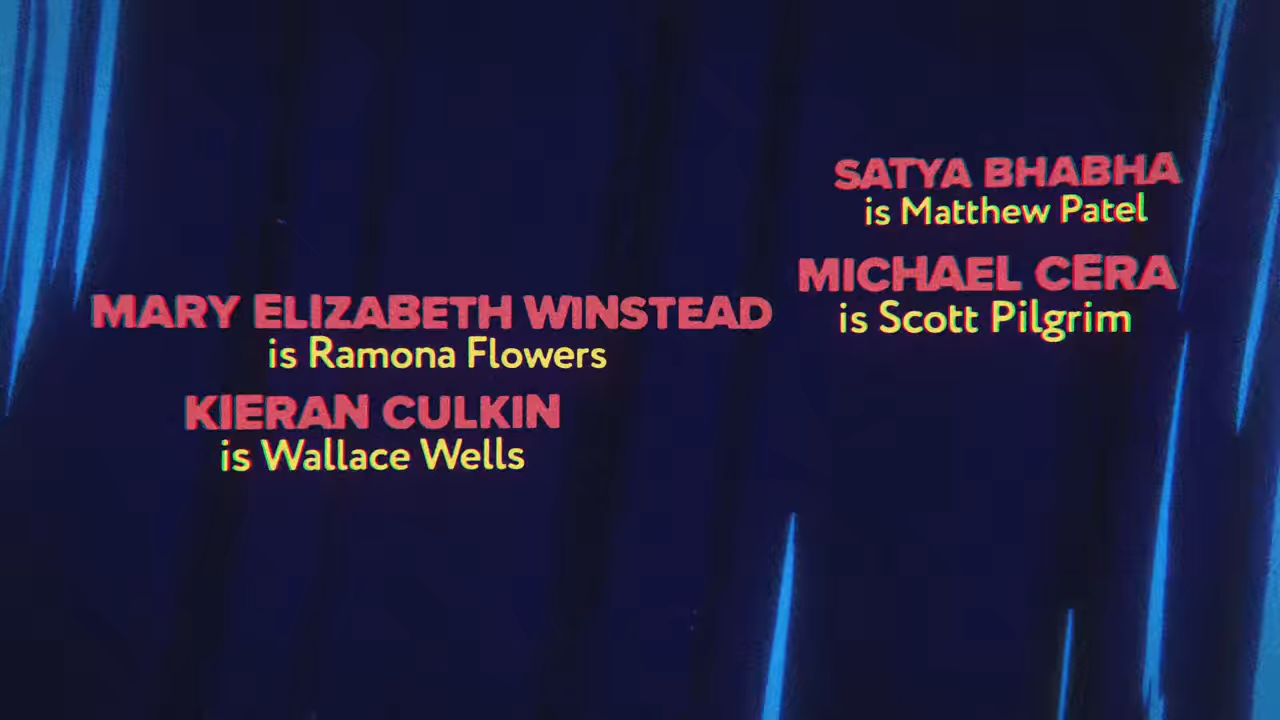 MARY ELIZABETH WINSTEAD
is Ramona Flowers
KIERAN CULKIN
is Wallace Wells
SATYA BHABHA
is Matthew Patel
MICHAEL CERA
is Scott Pilgrim